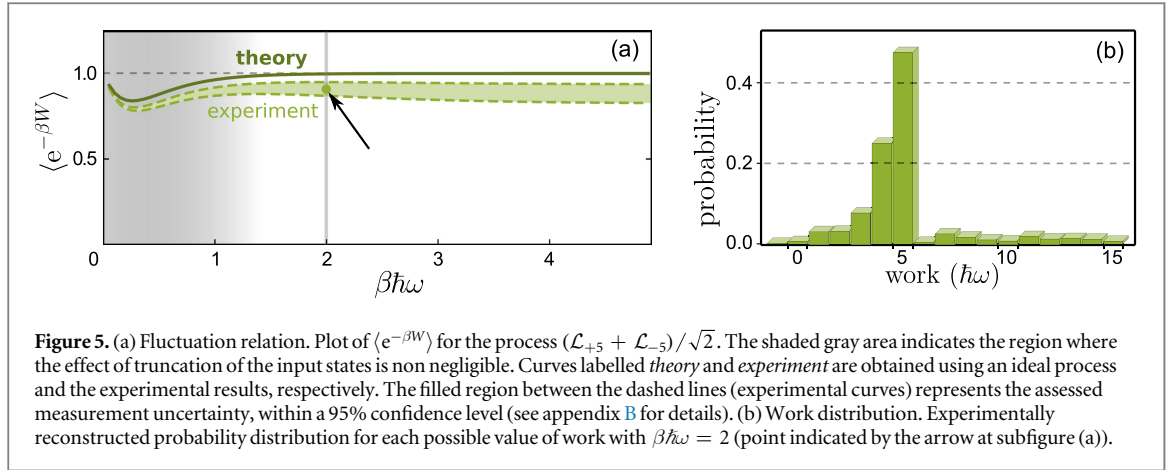 (a)
theory
experiment
1.0
0.5
⟨e^{-βW}⟩
0 1 2 3 4
βħω
(b)
0.4
0.2
0.0
probability
0 5 10 15
work (ħω)
Figure 5. (a) Fluctuation relation. Plot of ⟨e^{-βW}⟩ for the process (ℒ₊₅ + ℒ₋₅)/√2. The shaded gray area indicates the region where
the effect of truncation of the input states is non negligible. Curves labelled theory and experiment are obtained using an ideal process
and the experimental results, respectively. The filled region between the dashed lines (experimental curves) represents the assessed
measurement uncertainty, within a 95% confidence level (see appendix B for details). (b) Work distribution. Experimentally
reconstructed probability distribution for each possible value of work with βħω = 2 (point indicated by the arrow at subfigure (a)).